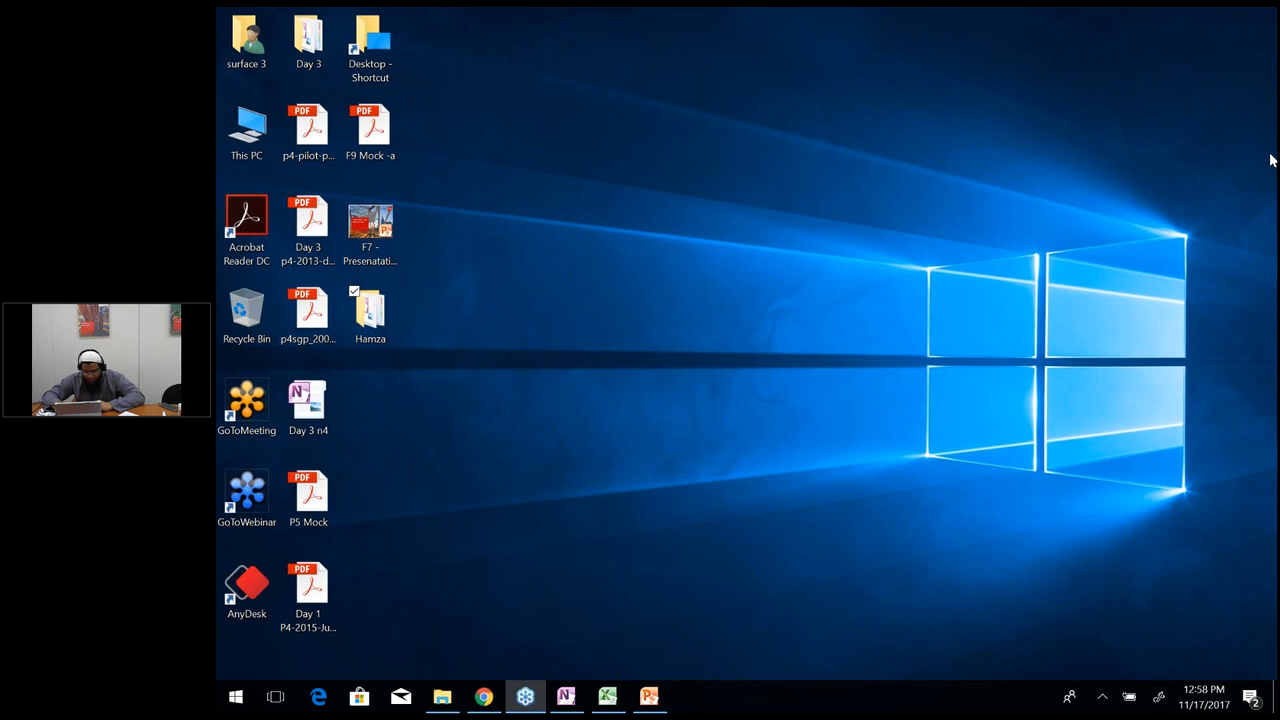 surface 3
Day 3
Desktop -
Shortcut
This PC
PDF
p4-pilot-p...
PDF
F9 Mock -a
Acrobat
Reader DC
PDF
Day 3
p4-2013-d...
F7 -
Presenatati...
Recycle Bin
PDF
p4sgp_200...
Hamza
GoToMeeting
N
Day 3 n4
GoToWebinar
PDF
P5 Mock
AnyDesk
PDF
Day 1
P4-2015-Ju...
12:58 PM
11/17/2017
2